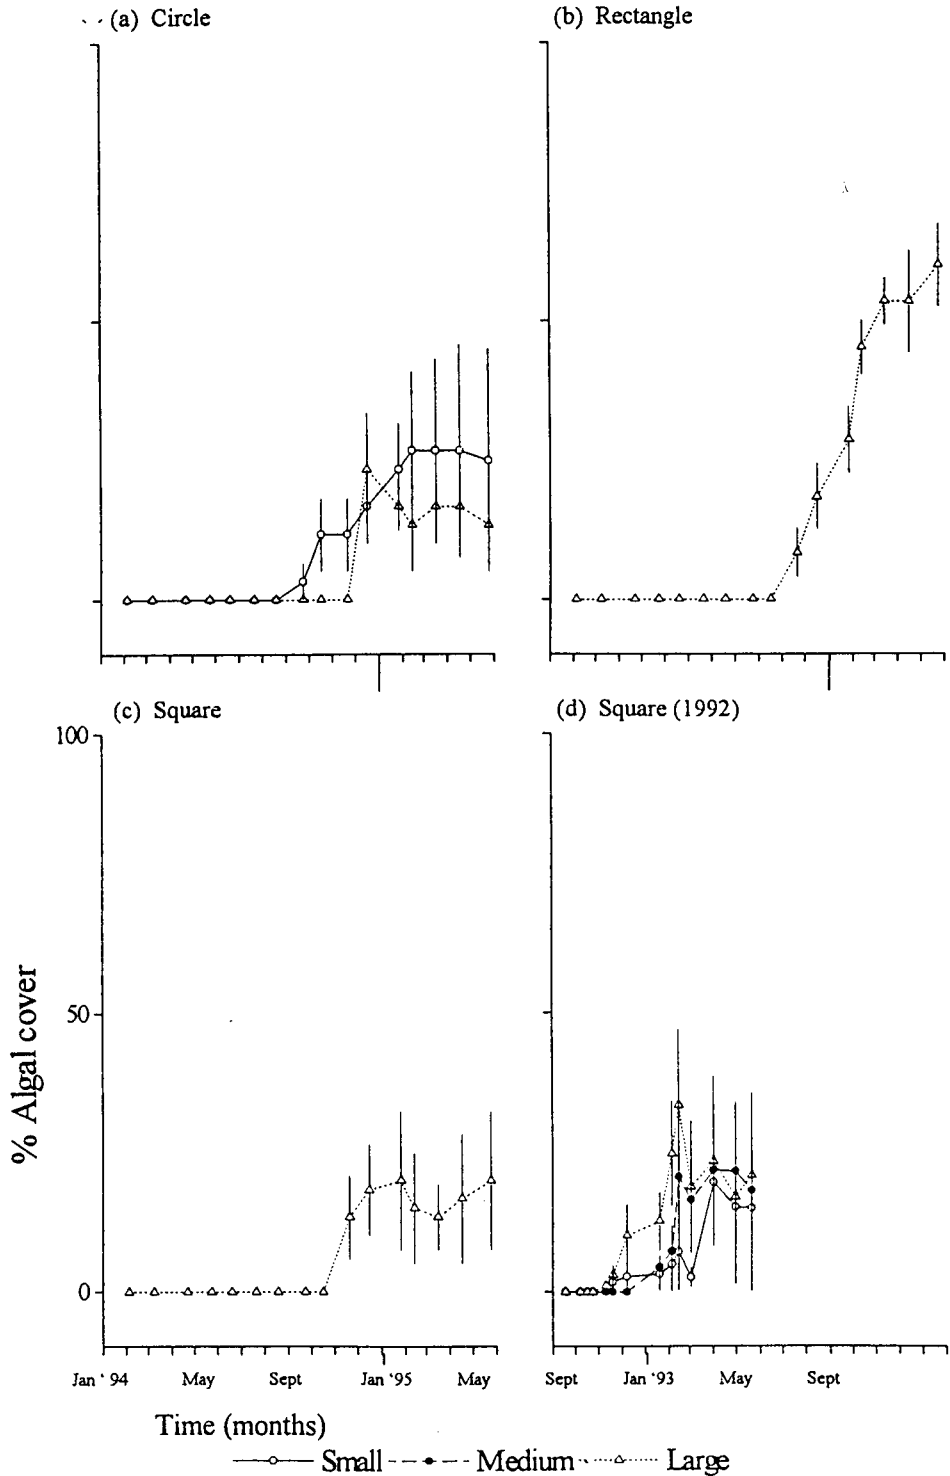 (a) Circle
(b) Rectangle
(c) Square
(d) Square (1992)
100
50
0
% Algal cover
Jan '94 May Sept Jan '95 May
Sept Jan '93 May Sept
Time (months)
Small Medium Large